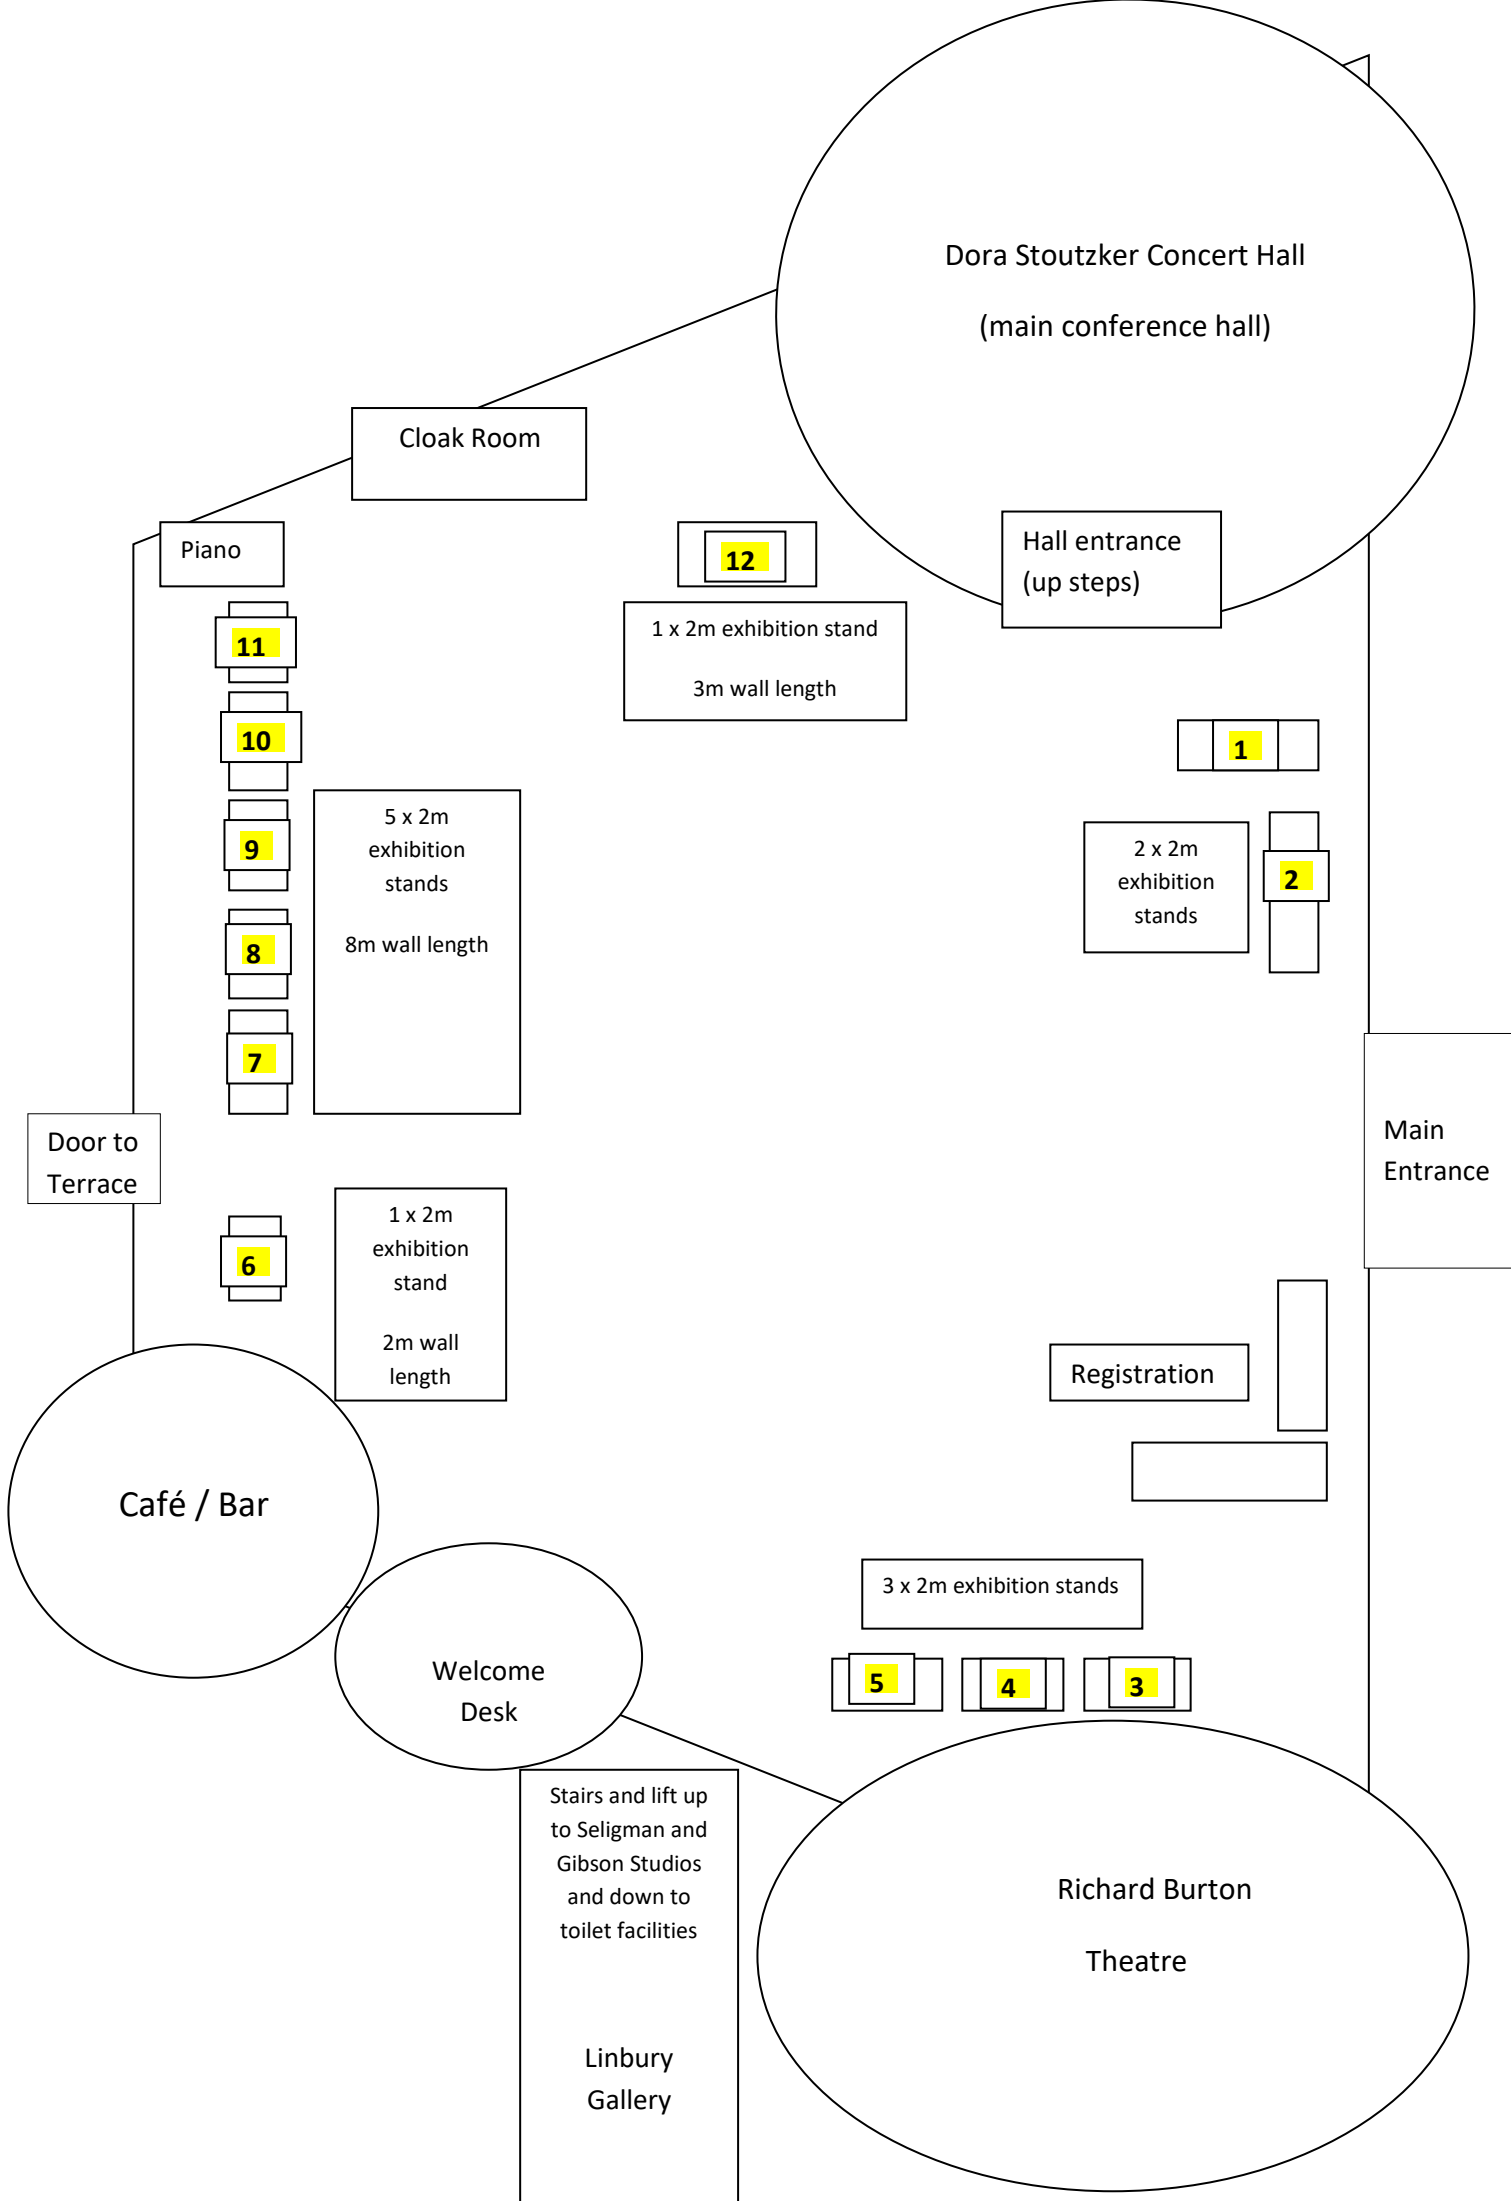 Dora Stoutzker Concert Hall
(main conference hall)
Cloak Room
Piano
12
Hall entrance
(up steps)
11
1 x 2m exhibition stand
3m wall length
10
1
9
5 x 2m
exhibition
stands
8m wall length
2 x 2m
exhibition
stands
2
8
7
Door to
Terrace
Main
Entrance
6
1 x 2m
exhibition
stand
2m wall
length
Registration
Café / Bar
3 x 2m exhibition stands
Welcome
Desk
5
4
3
Stairs and lift up
to Seligman and
Gibson Studios
and down to
toilet facilities
Linbury
Gallery
Richard Burton
Theatre